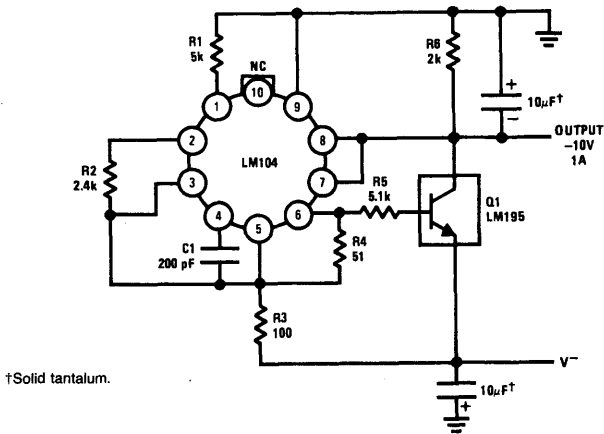 R1
5k
NC
R6
2k
10
1
9
+
10µF†
−
2
8
OUTPUT
−10V
1A
R2
2.4k
LM104
3
7
R5
5.1k
Q1
LM195
4
5
6
C1
200 pF
R4
51
R3
100
V−
†Solid tantalum.
10µF†
+